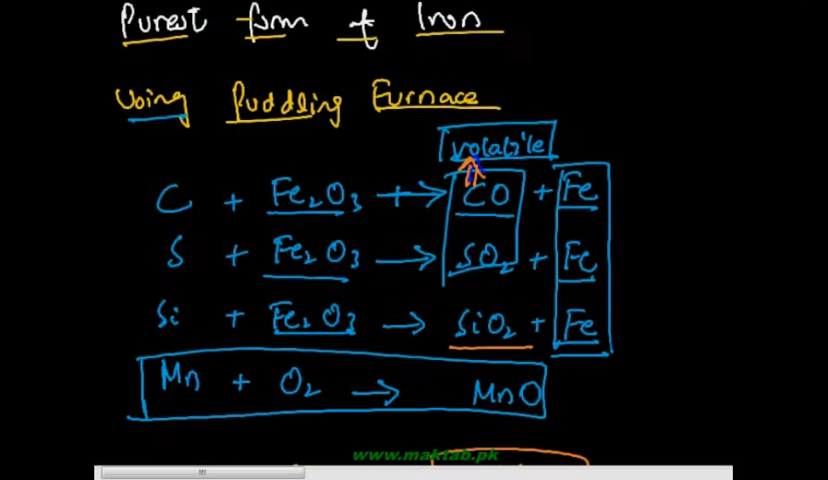 Purest form of Iron
Using Puddling Furnace
volatile
C + Fe₂O₃ → CO + Fe
S + Fe₂O₃ → SO₂ + Fe
Si + Fe₂O₃ → SiO₂ + Fe
Mn + O₂ → MnO
www.maktab.pk